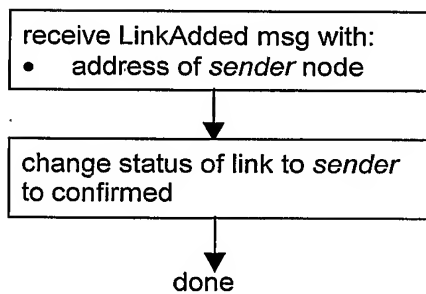 receive LinkAdded msg with:
• address of sender node
change status of link to sender
to confirmed
done